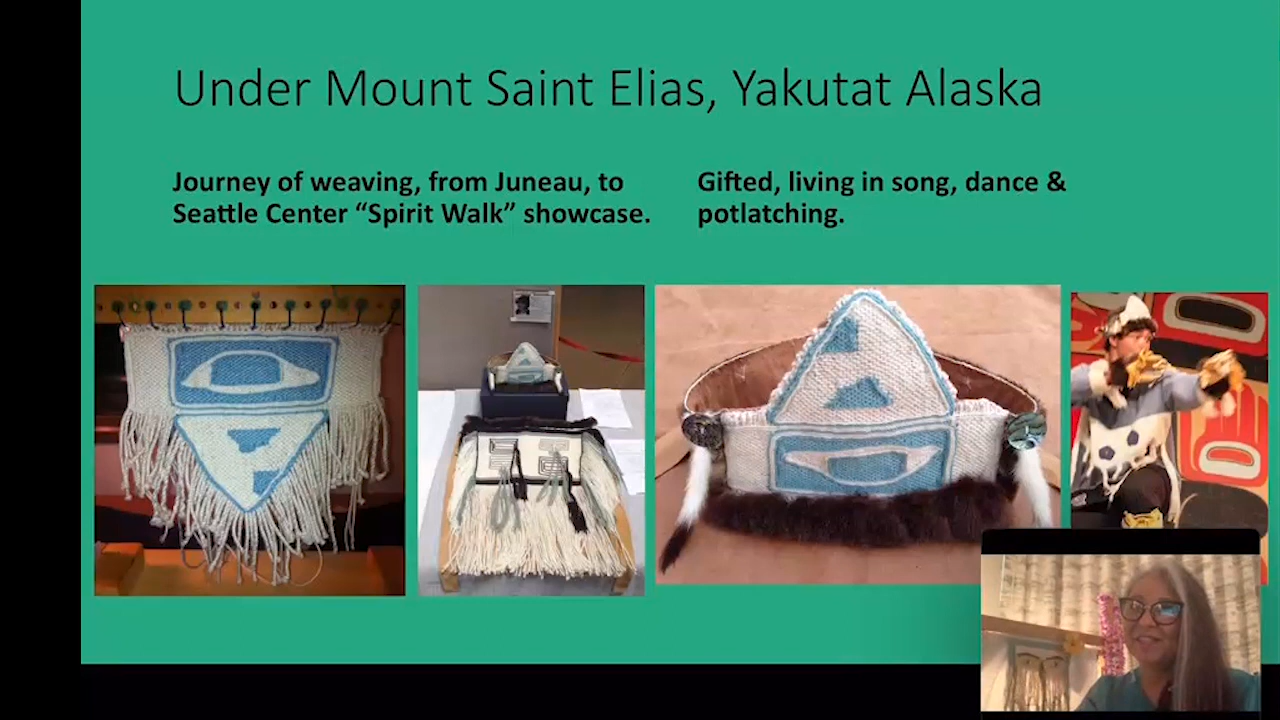 Under Mount Saint Elias, Yakutat Alaska
Journey of weaving, from Juneau, to
Seattle Center “Spirit Walk” showcase.
Gifted, living in song, dance &
potlatching.